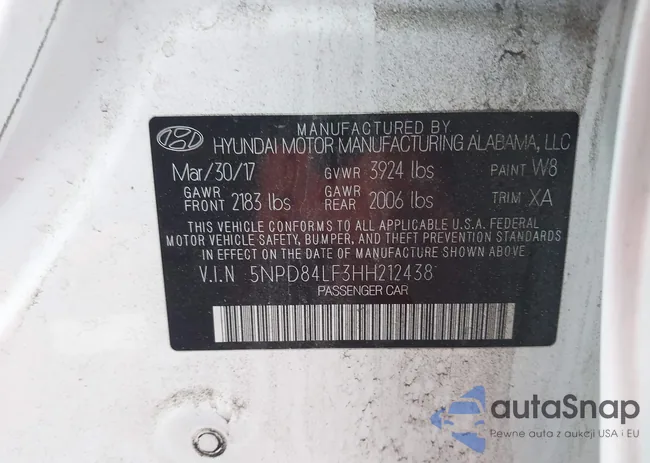 MANUFACTURED BY
HYUNDAI MOTOR MANUFACTURING ALABAMA, LLC
Mar/30/17 GVWR 3924 lbs PAINT W8
GAWR FRONT 2183 lbs GAWR REAR 2006 lbs TRIM XA
THIS VEHICLE CONFORMS TO ALL APPLICABLE U.S.A. FEDERAL
MOTOR VEHICLE SAFETY, BUMPER, AND THEFT PREVENTION STANDARDS
IN EFFECT ON THE DATE OF MANUFACTURE SHOWN ABOVE.
V.I.N 5NPD84LF3HH212438
PASSENGER CAR
autoSnap
Pewne auta z aukcji USA i EU